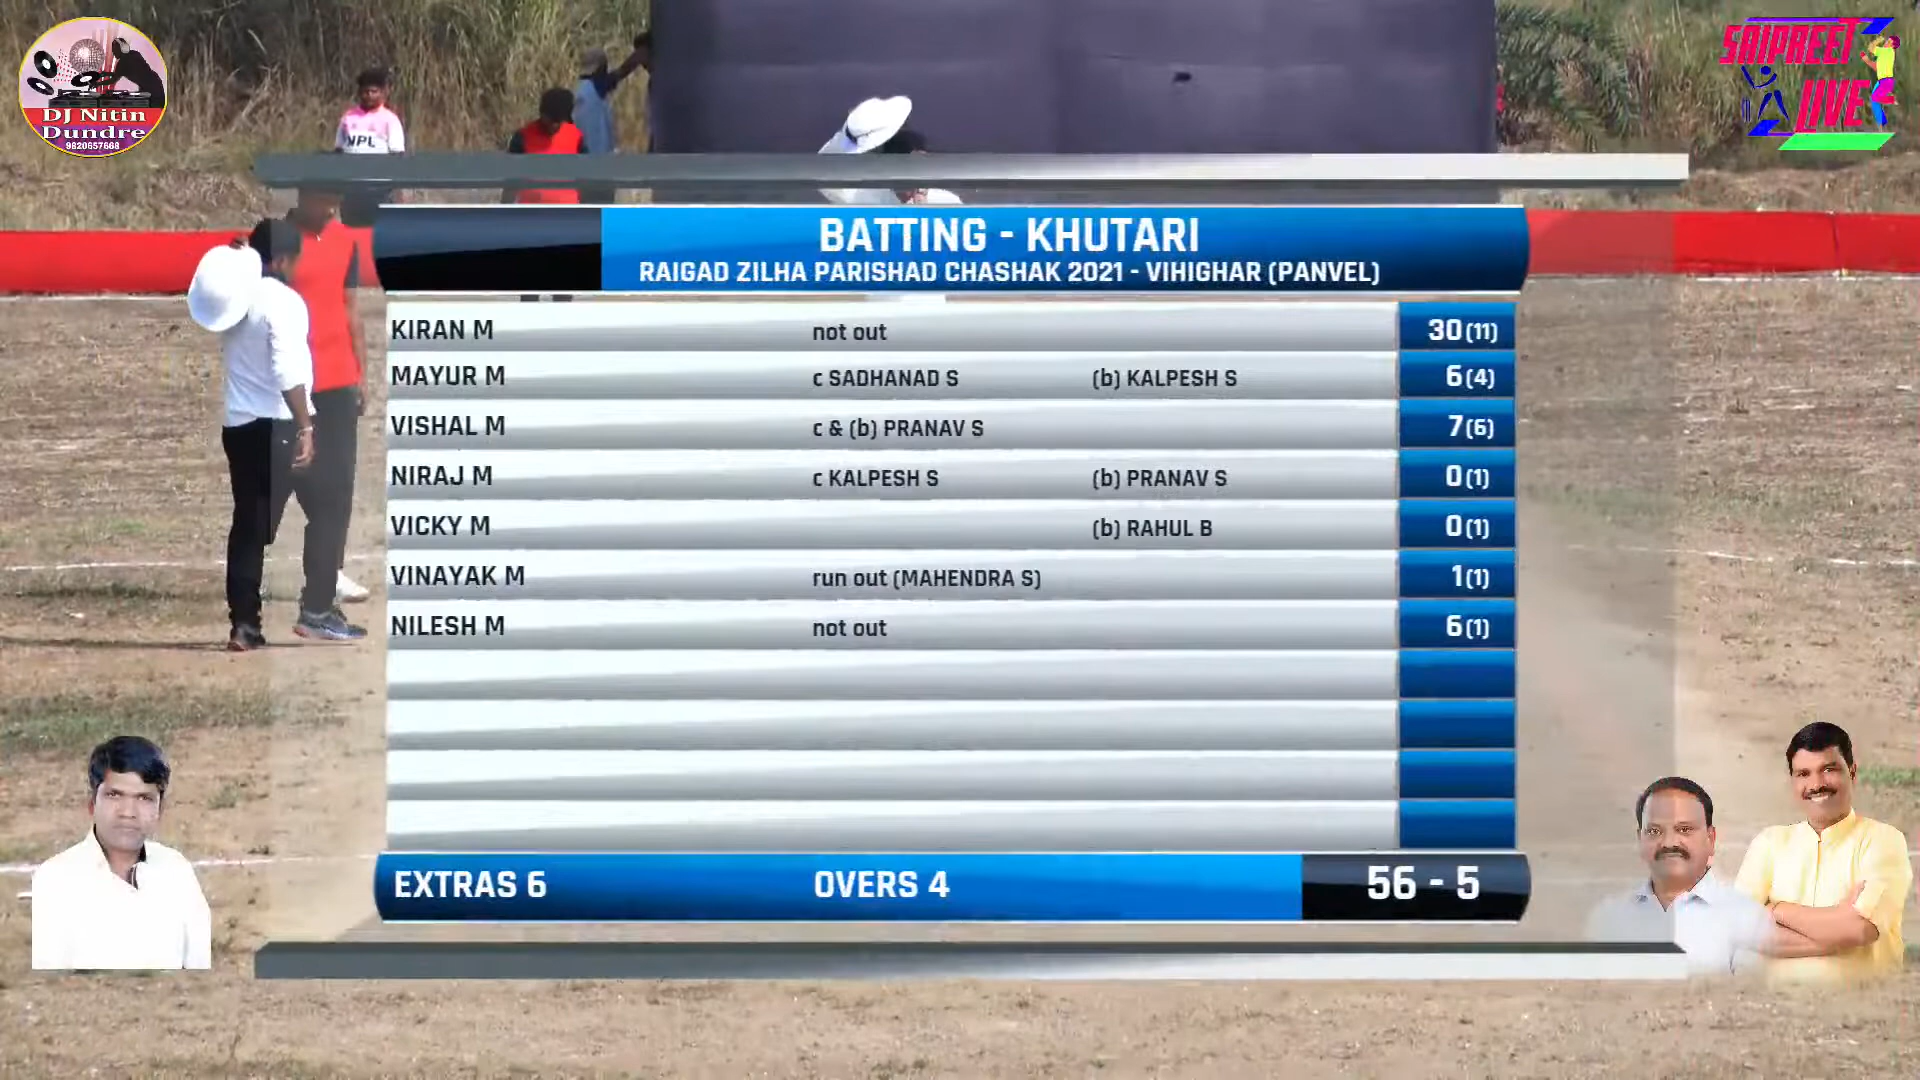 DJ Nitin
Dundre
9820657668
SAIPREET
LIVE
NPL
BATTING - KHUTARI
RAIGAD ZILHA PARISHAD CHASHAK 2021 - VIHIGHAR (PANVEL)
KIRAN M not out 30(11)
MAYUR M c SADHANAD S (b) KALPESH S 6(4)
VISHAL M c & (b) PRANAV S 7(6)
NIRAJ M c KALPESH S (b) PRANAV S 0(1)
VICKY M (b) RAHUL B 0(1)
VINAYAK M run out (MAHENDRA S) 1(1)
NILESH M not out 6(1)
EXTRAS 6 OVERS 4 56 - 5